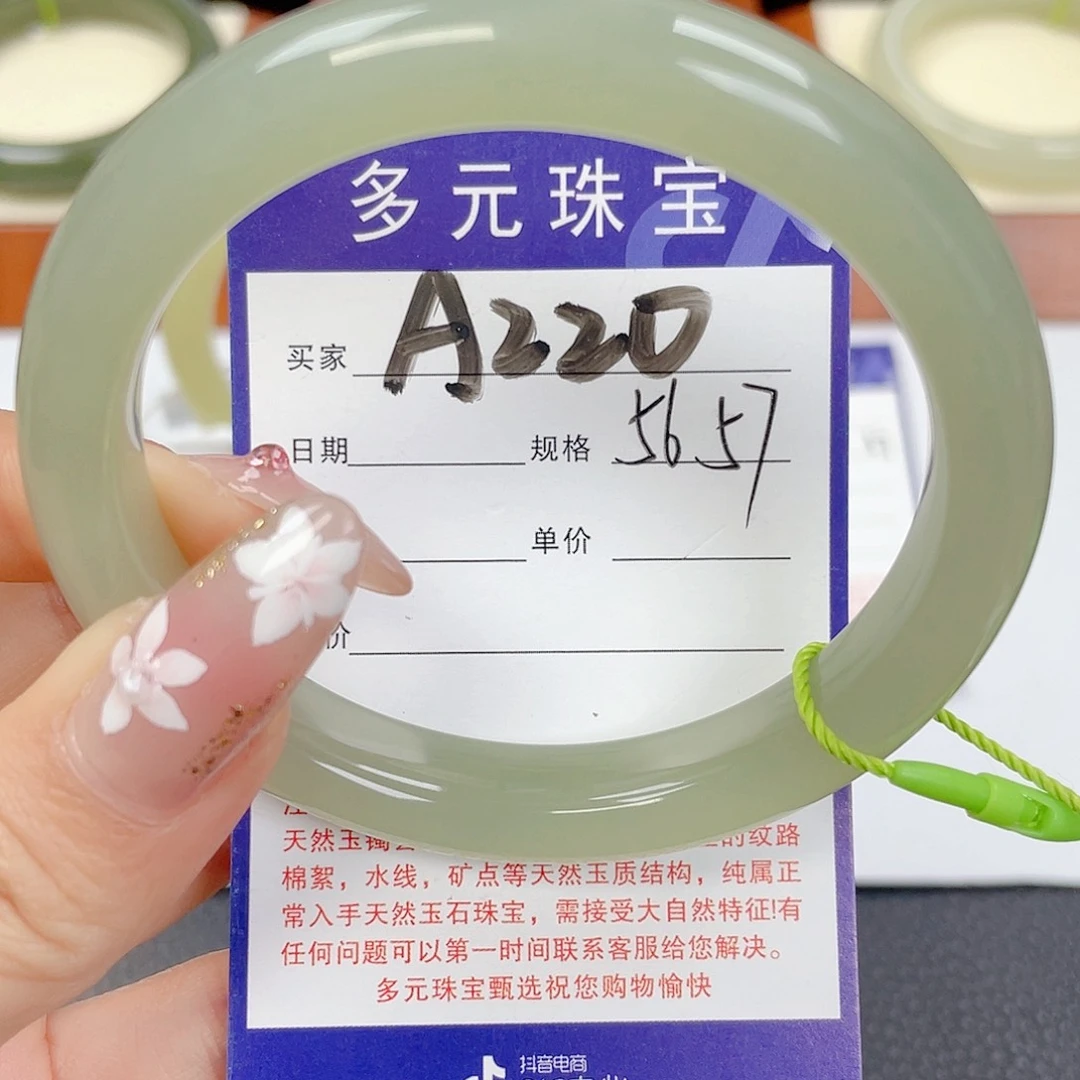 多元珠宝
买家 A220
日期 规格 56 57
单价
价
天然玉镯
的纹路
棉絮，水线，矿点等天然玉质结构，纯属正
常入手天然玉石珠宝，需接受大自然特征!有
任何问题可以第一时间联系客服给您解决。
多元珠宝甄选祝您购物愉快
抖音电商